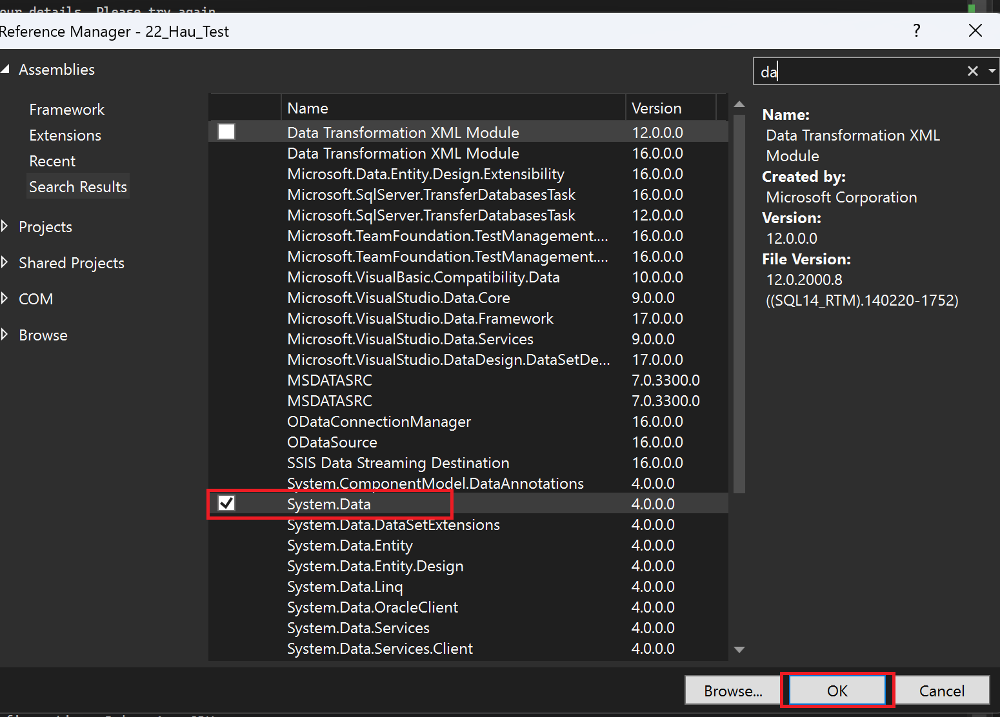 our details. Please try again
Reference Manager - 22_Hau_Test
?
Assemblies
Framework
Extensions
Recent
Search Results
Projects
Shared Projects
COM
Browse
Name Version
Data Transformation XML Module 12.0.0.0
Data Transformation XML Module 16.0.0.0
Microsoft.Data.Entity.Design.Extensibility 16.0.0.0
Microsoft.SqlServer.TransferDatabasesTask 16.0.0.0
Microsoft.SqlServer.TransferDatabasesTask 12.0.0.0
Microsoft.TeamFoundation.TestManagement.... 16.0.0.0
Microsoft.TeamFoundation.TestManagement.... 16.0.0.0
Microsoft.VisualBasic.Compatibility.Data 10.0.0.0
Microsoft.VisualStudio.Data.Core 9.0.0.0
Microsoft.VisualStudio.Data.Framework 17.0.0.0
Microsoft.VisualStudio.Data.Services 9.0.0.0
Microsoft.VisualStudio.DataDesign.DataSetDe... 17.0.0.0
MSDATASRC 7.0.3300.0
MSDATASRC 7.0.3300.0
ODataConnectionManager 16.0.0.0
ODataSource 16.0.0.0
SSIS Data Streaming Destination 16.0.0.0
System.ComponentModel.DataAnnotations 4.0.0.0
System.Data 4.0.0.0
System.Data.DataSetExtensions 4.0.0.0
System.Data.Entity 4.0.0.0
System.Data.Entity.Design 4.0.0.0
System.Data.Linq 4.0.0.0
System.Data.OracleClient 4.0.0.0
System.Data.Services 4.0.0.0
System.Data.Services.Client 4.0.0.0
da
Name:
Data Transformation XML
Module
Created by:
Microsoft Corporation
Version:
12.0.0.0
File Version:
12.0.2000.8
((SQL14_RTM).140220-1752)
Browse... OK Cancel